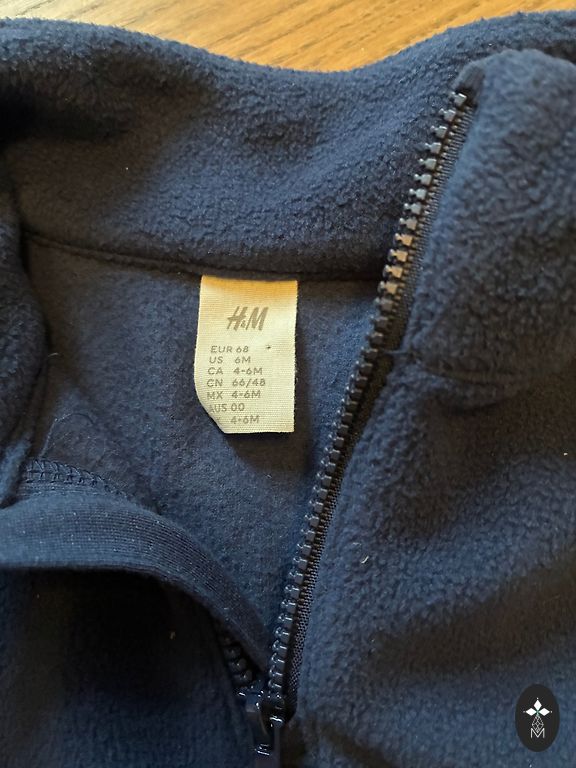 H&M
EUR 68
US 6M
CA 4-6M
CN 66/48
MX 4-6M
AUS 00
4-6M
M